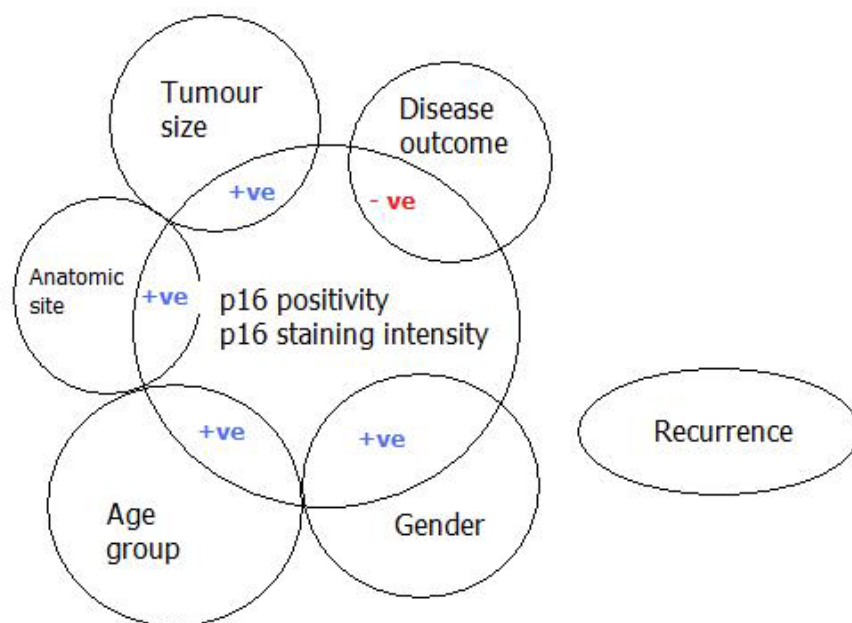 Tumour
size
Disease
outcome
+ve
- ve
Anatomic
site
+ve
p16 positivity
p16 staining intensity
+ve
+ve
Recurrence
Age
group
Gender